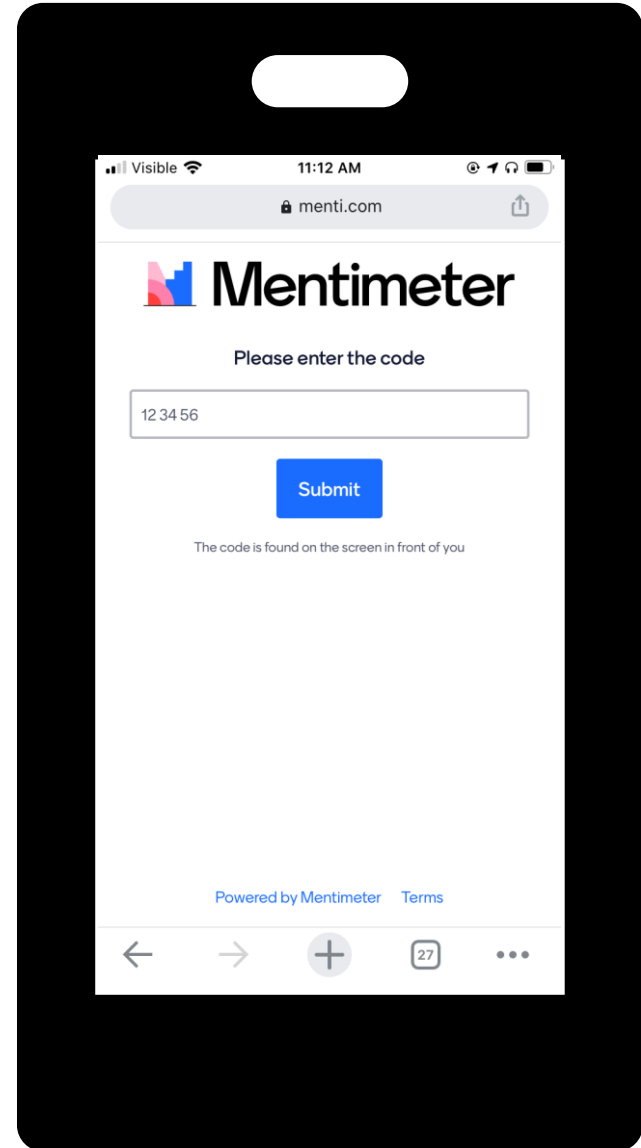 Visible 11:12 AM
menti.com
Mentimeter
Please enter the code
12 34 56
Submit
The code is found on the screen in front of you
Powered by Mentimeter Terms
27